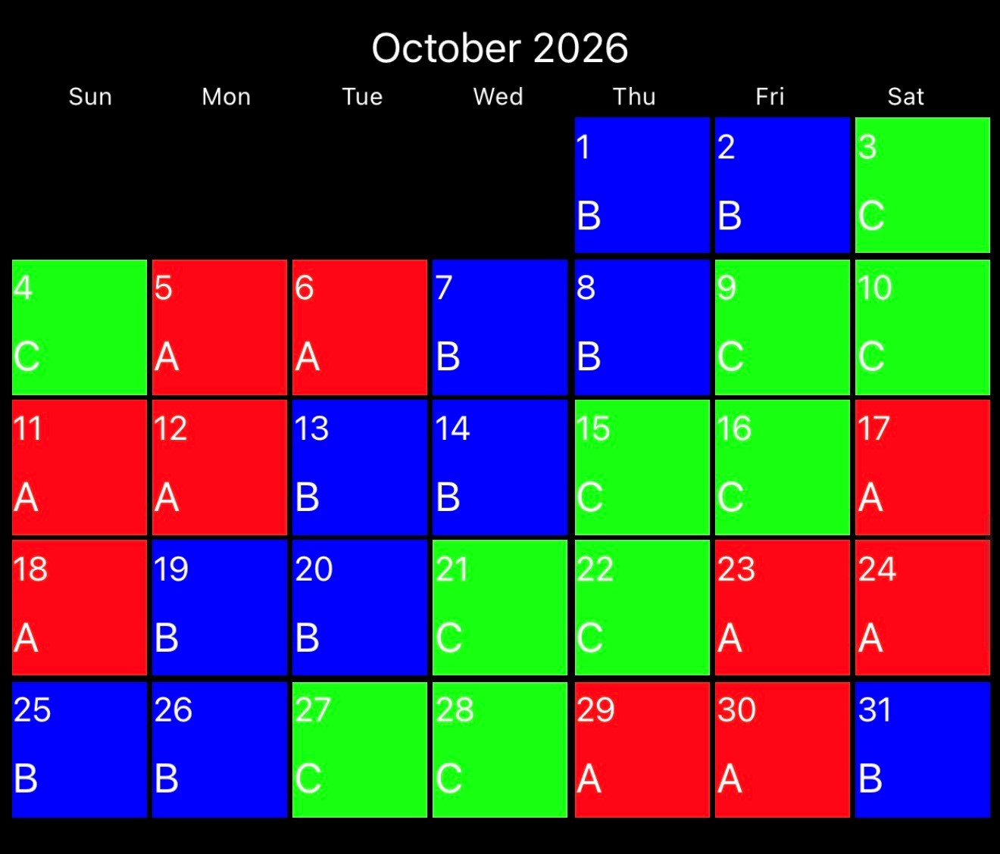 October 2026
Sun Mon Tue Wed Thu Fri Sat
1 2 3
B B C
4 5 6 7 8 9 10
C A A B B C C
11 12 13 14 15 16 17
A A B B C C A
18 19 20 21 22 23 24
A B B C C A A
25 26 27 28 29 30 31
B B C C A A B